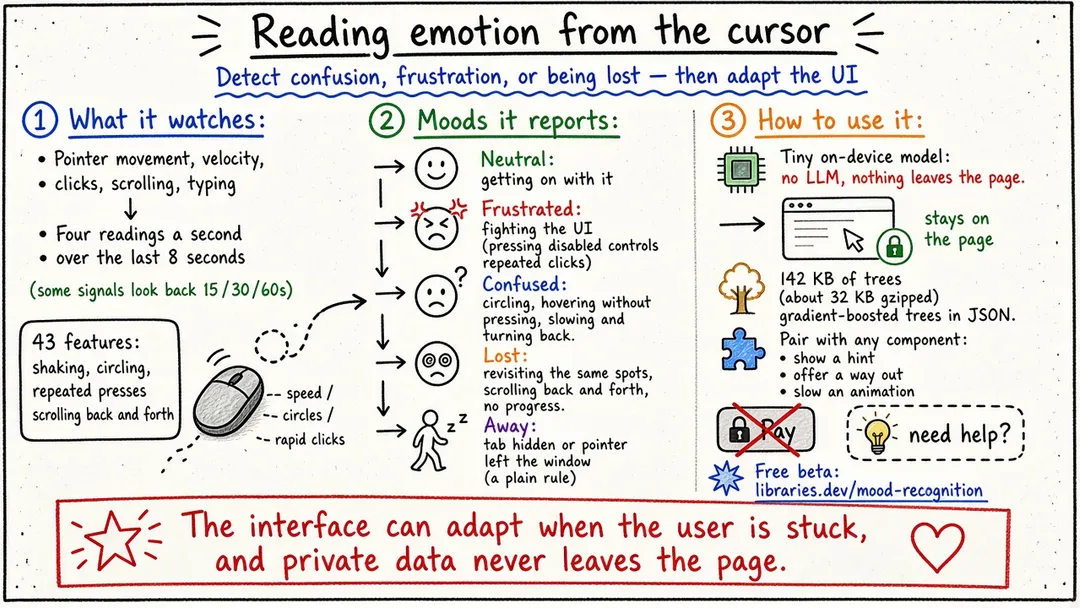 Reading emotion from the cursor
Detect confusion, frustration, or being lost — then adapt the UI
1 What it watches:
• Pointer movement, velocity,
• clicks, scrolling, typing
• Four readings a second
• over the last 8 seconds
(some signals look back 15/30/60s)
43 features:
shaking, circling,
repeated presses
scrolling back and forth
speed /
circles /
rapid clicks
2 Moods it reports:
Neutral:
getting on with it
Frustrated:
fighting the UI
(pressing disabled controls
repeated clicks)
?
Confused:
circling, hovering without
pressing, slowing and
turning back.
Lost:
revisiting the same spots,
scrolling back and forth,
no progress.
z z
Away:
tab hidden or pointer
left the window
(a plain rule)
3 How to use it:
Tiny on-device model:
no LLM, nothing leaves the page.
stays on
the page
142 KB of trees
(about 32 KB gzipped)
gradient-boosted trees in JSON.
Pair with any component:
• show a hint
• offer a way out
• slow an animation
Pay
need help?
Free beta:
libraries.dev/mood-recognition
The interface can adapt when the user is stuck,
and private data never leaves the page.